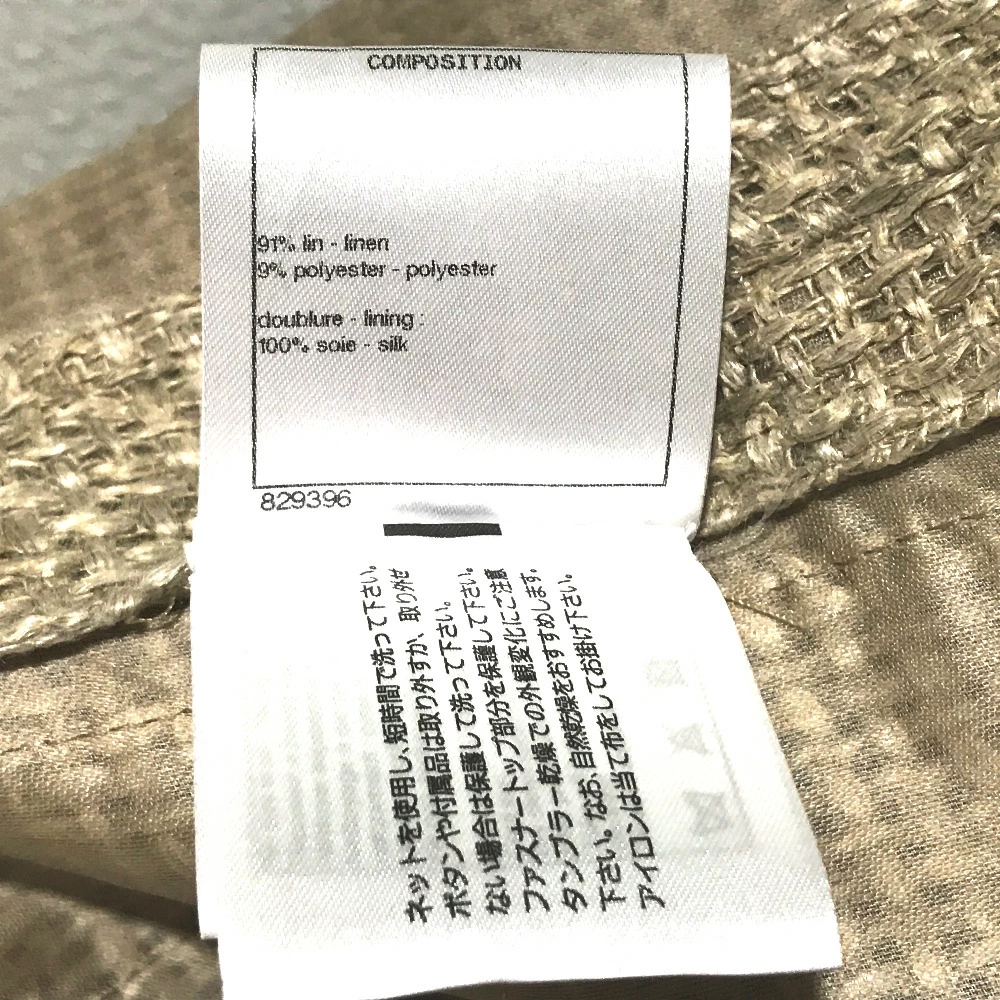 COMPOSITION
91% lin - linen
9% polyester - polyester
doublure - lining :
100% soie - silk
829396
ネットを使用し、短時間で洗って下さい。
ボタンや付属品は取り外すか、取り外せ
ない場合は保護して洗って下さい。
ファスナートップ部分を保護して下さい。
タンブラー乾燥での外観変化にご注意
下さい。なお、自然乾燥をおすすめします。
アイロンは当て布をしてお掛け下さい。